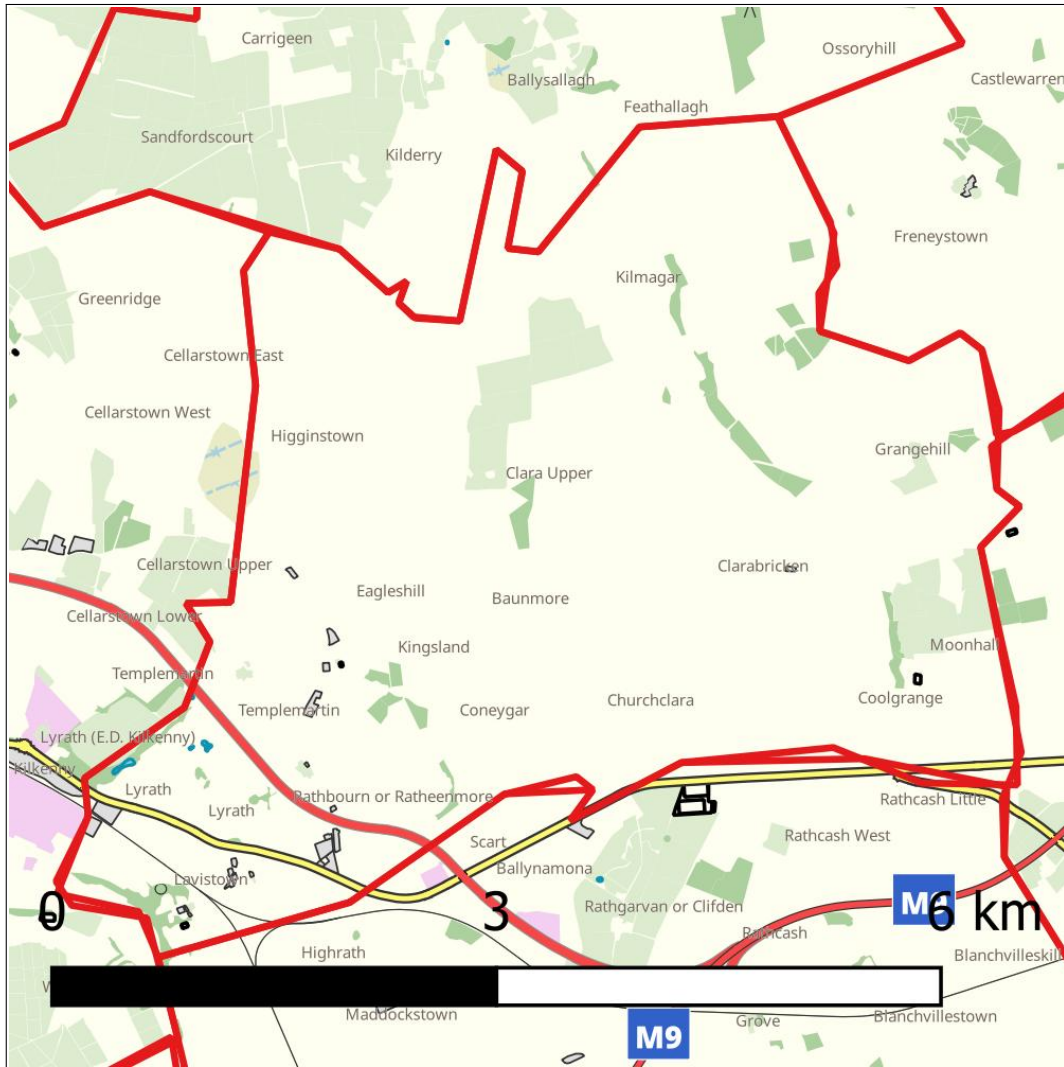 Carrigeen
Ossoryhill
Ballysallagh
Castlewarren
Feathallagh
Sandfordscourt
Kilderry
Freneystown
Kilmagar
Greenridge
Cellarstown East
Cellarstown West
Higginstown
Grangehill
Clara Upper
Cellarstown Upper
Clarabricken
Eagleshill
Baunmore
Cellarstown Lower
Kingsland
Moonhall
Templemartin
Churchclara
Coolgrange
Templemartin
Coneygar
Lyrath (E.D. Kilkenny)
Kilkenny
Lyrath
Rathbourn or Ratheenmore
Rathcash Little
Lyrath
Rathcash West
Scart
Ballynamona
Lavistown
Rathgarvan or Clifden
0
3
6 km
Rathcash
Highrath
Blanchvilleskil
Maddockstown
Blanchvillestown
Grove
M9